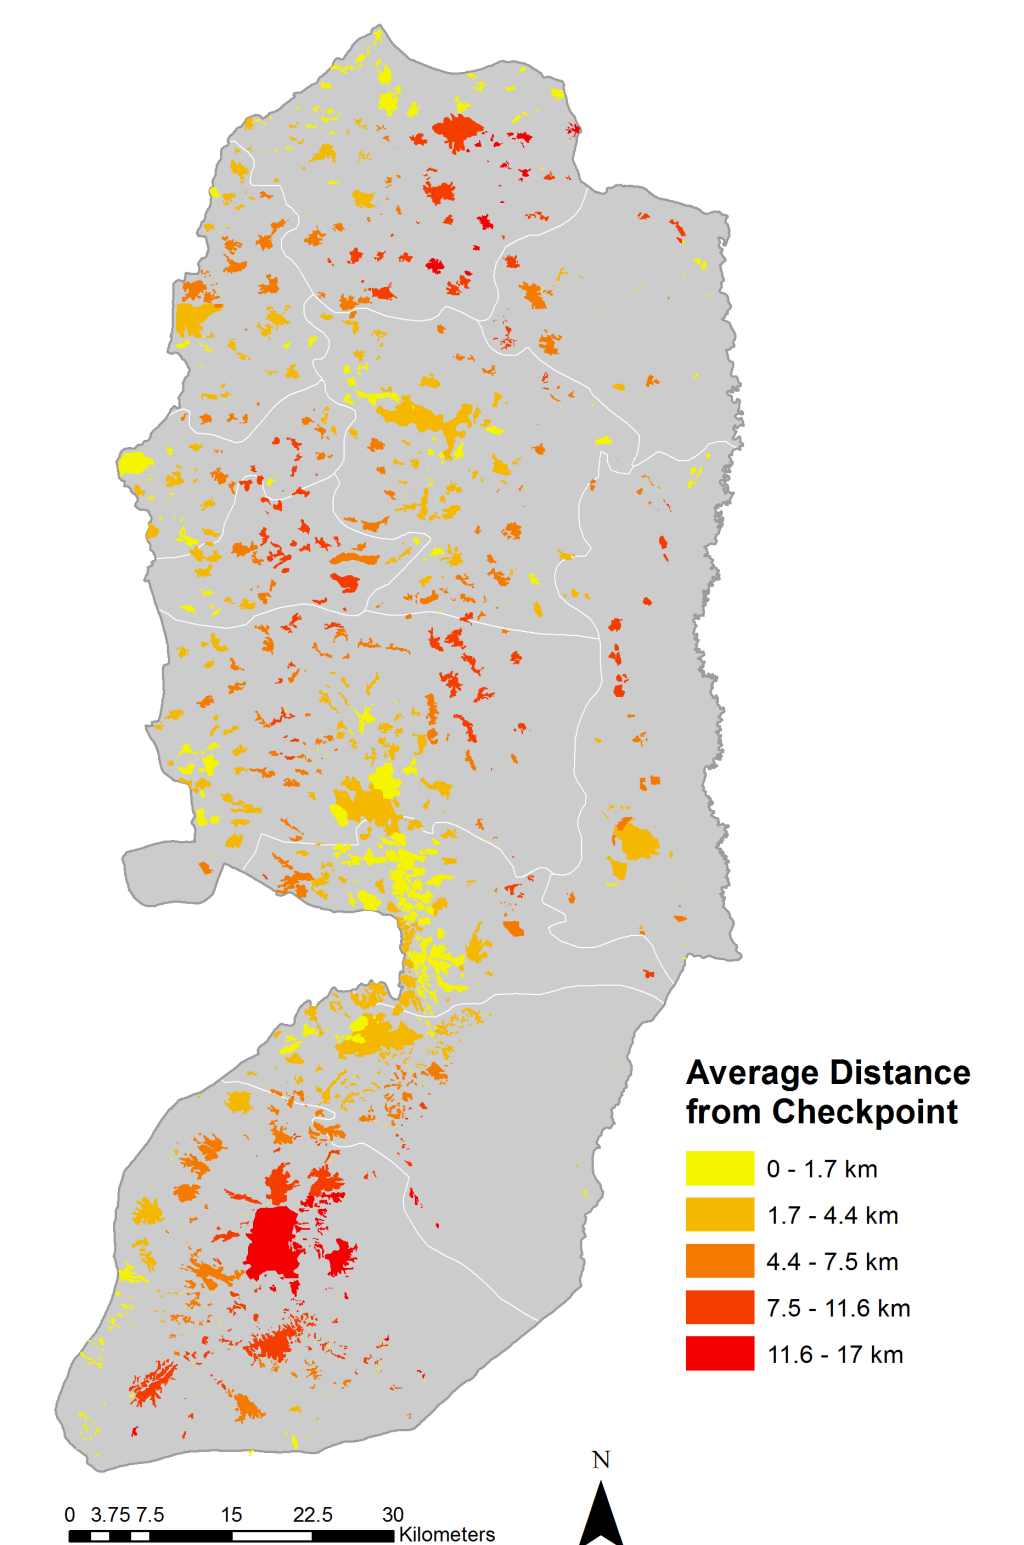 Average Distance
from Checkpoint
0 - 1.7 km
1.7 - 4.4 km
4.4 - 7.5 km
7.5 - 11.6 km
11.6 - 17 km
N
0 3.75 7.5 15 22.5 30
Kilometers